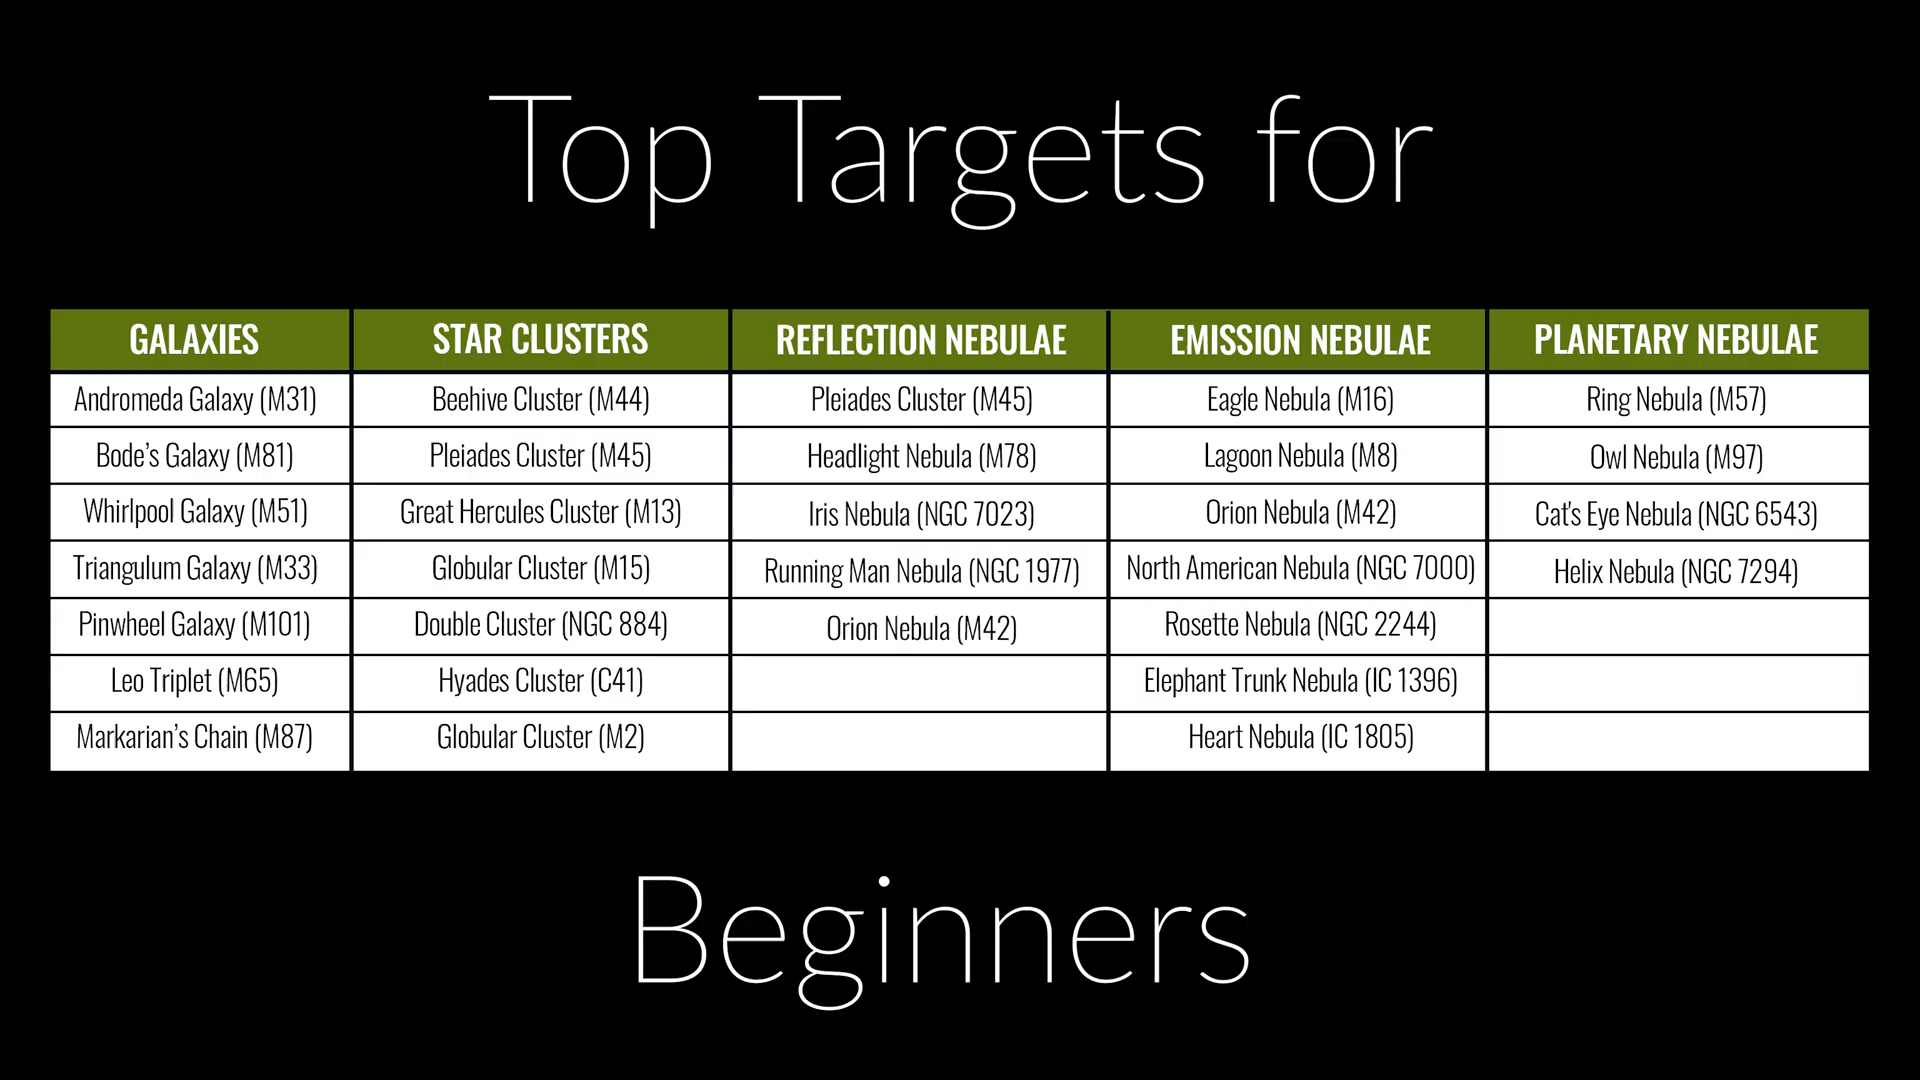 Top Targets for
GALAXIES STAR CLUSTERS REFLECTION NEBULAE EMISSION NEBULAE PLANETARY NEBULAE
Andromeda Galaxy (M31) Beehive Cluster (M44) Pleiades Cluster (M45) Eagle Nebula (M16) Ring Nebula (M57)
Bode’s Galaxy (M81) Pleiades Cluster (M45) Headlight Nebula (M78) Lagoon Nebula (M8) Owl Nebula (M97)
Whirlpool Galaxy (M51) Great Hercules Cluster (M13) Iris Nebula (NGC 7023) Orion Nebula (M42) Cat's Eye Nebula (NGC 6543)
Triangulum Galaxy (M33) Globular Cluster (M15) Running Man Nebula (NGC 1977) North American Nebula (NGC 7000) Helix Nebula (NGC 7294)
Pinwheel Galaxy (M101) Double Cluster (NGC 884) Orion Nebula (M42) Rosette Nebula (NGC 2244)
Leo Triplet (M65) Hyades Cluster (C41) Elephant Trunk Nebula (IC 1396)
Markarian’s Chain (M87) Globular Cluster (M2) Heart Nebula (IC 1805)
Beginners